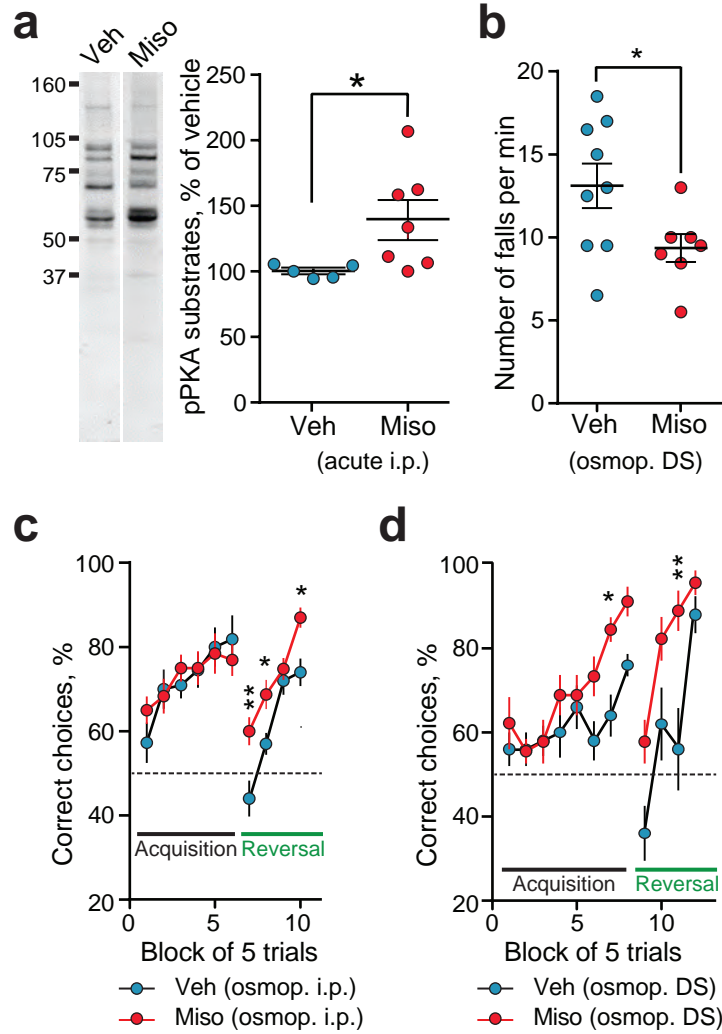 a
Veh
Miso
160
105
75
50
37
pPKA substrates, % of vehicle
250
200
150
100
50
0
*
Veh
Miso
(acute i.p.)
b
Number of falls per min
20
15
10
5
0
*
Veh
Miso
(osmop. DS)
c
Correct choices, %
100
80
60
40
20
**
*
*
Acquisition
Reversal
0
5
10
Block of 5 trials
Veh (osmop. i.p.)
Miso (osmop. i.p.)
d
Correct choices, %
100
80
60
40
20
*
**
Acquisition
Reversal
0
5
10
Block of 5 trials
Veh (osmop. DS)
Miso (osmop. DS)